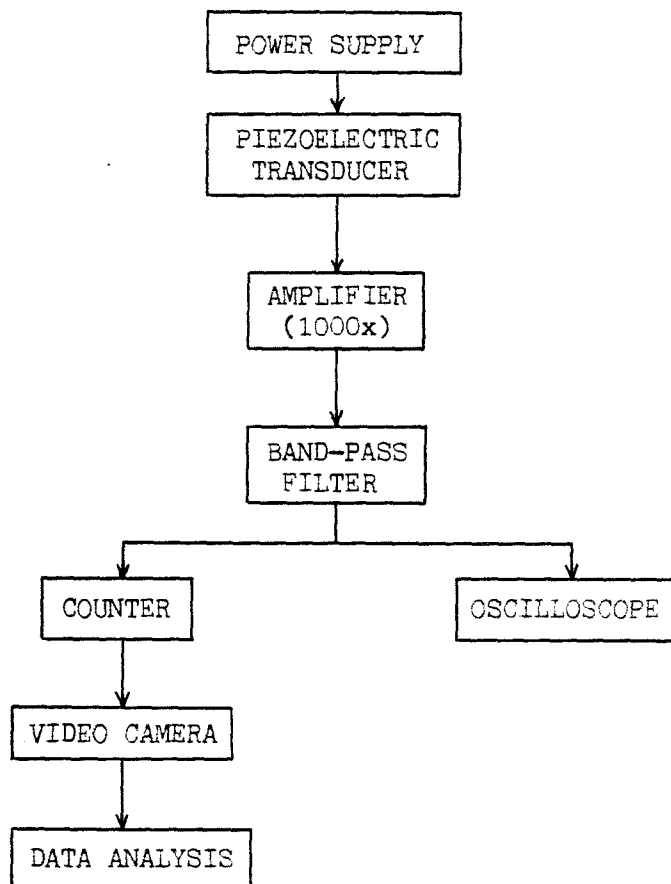 POWER SUPPLY
PIEZOELECTRIC
TRANSDUCER
AMPLIFIER
(1000x)
BAND-PASS
FILTER
COUNTER
OSCILLOSCOPE
VIDEO CAMERA
DATA ANALYSIS